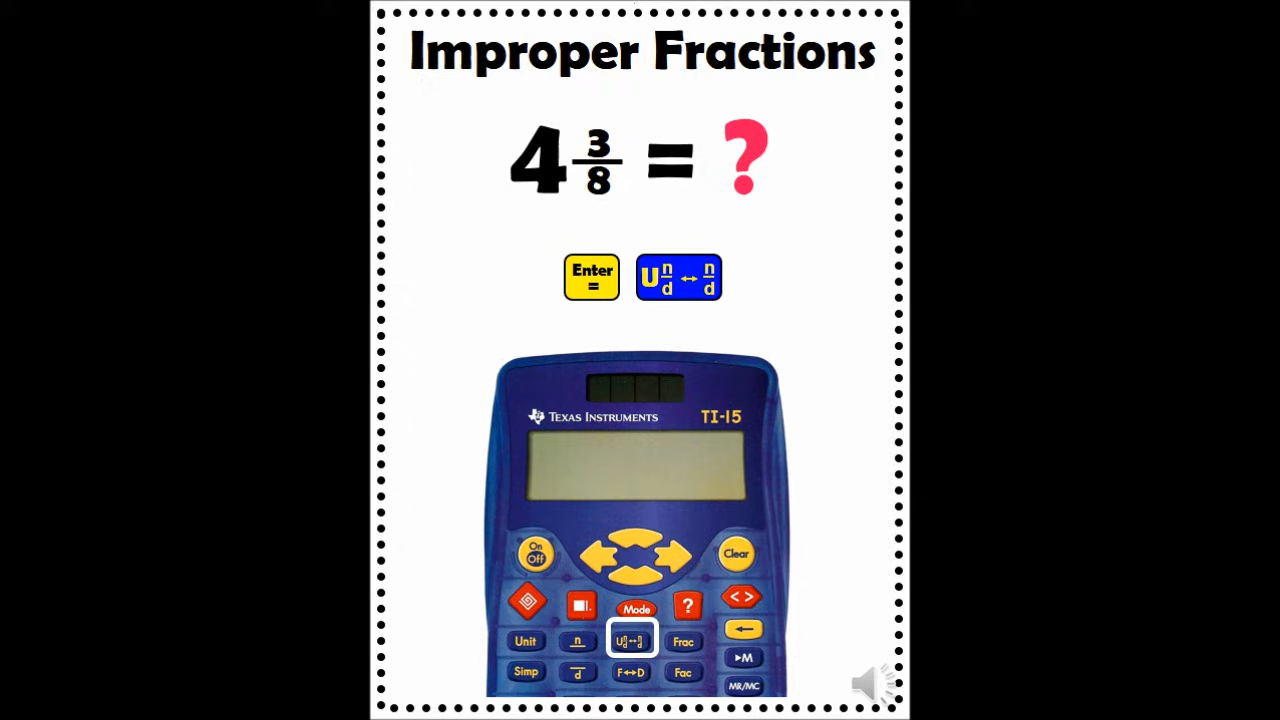 Improper Fractions
4 3/8 = ?
Enter
=
U n/d ↔ n/d
TEXAS INSTRUMENTS TI-15
On
Off
Clear
Mode ? < >
Unit n U n/d ↔ n/d Frac ←
Simp d F↔D Fac ►M
MR/MC